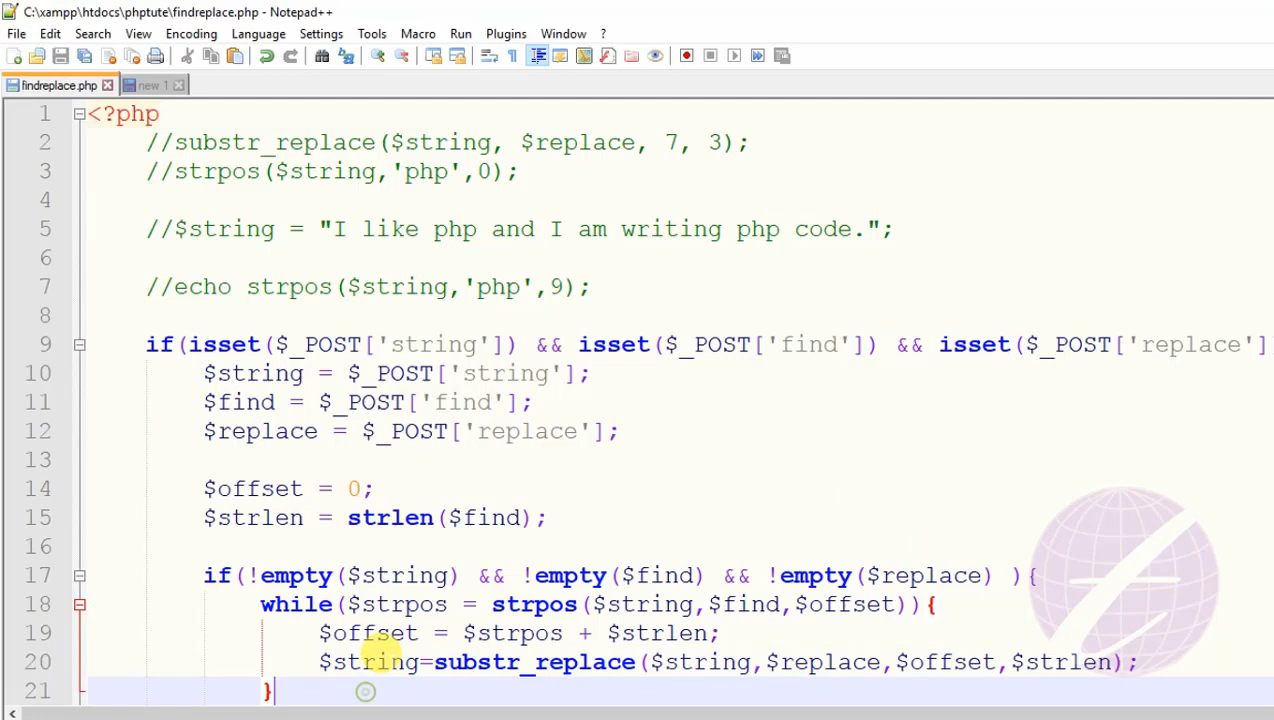 C:\xampp\htdocs\phptute\findreplace.php - Notepad++
File Edit Search View Encoding Language Settings Tools Macro Run Plugins Window ?
findreplace.php new 1
1 <?php
2 //substr_replace($string, $replace, 7, 3);
3 //strpos($string,'php',0);
4
5 //$string = "I like php and I am writing php code.";
6
7 //echo strpos($string,'php',9);
8
9 if(isset($_POST['string']) && isset($_POST['find']) && isset($_POST['replace']
10 $string = $_POST['string'];
11 $find = $_POST['find'];
12 $replace = $_POST['replace'];
13
14 $offset = 0;
15 $strlen = strlen($find);
16
17 if(!empty($string) && !empty($find) && !empty($replace) ){
18 while($strpos = strpos($string,$find,$offset)){
19 $offset = $strpos + $strlen;
20 $string=substr_replace($string,$replace,$offset,$strlen);
21 }